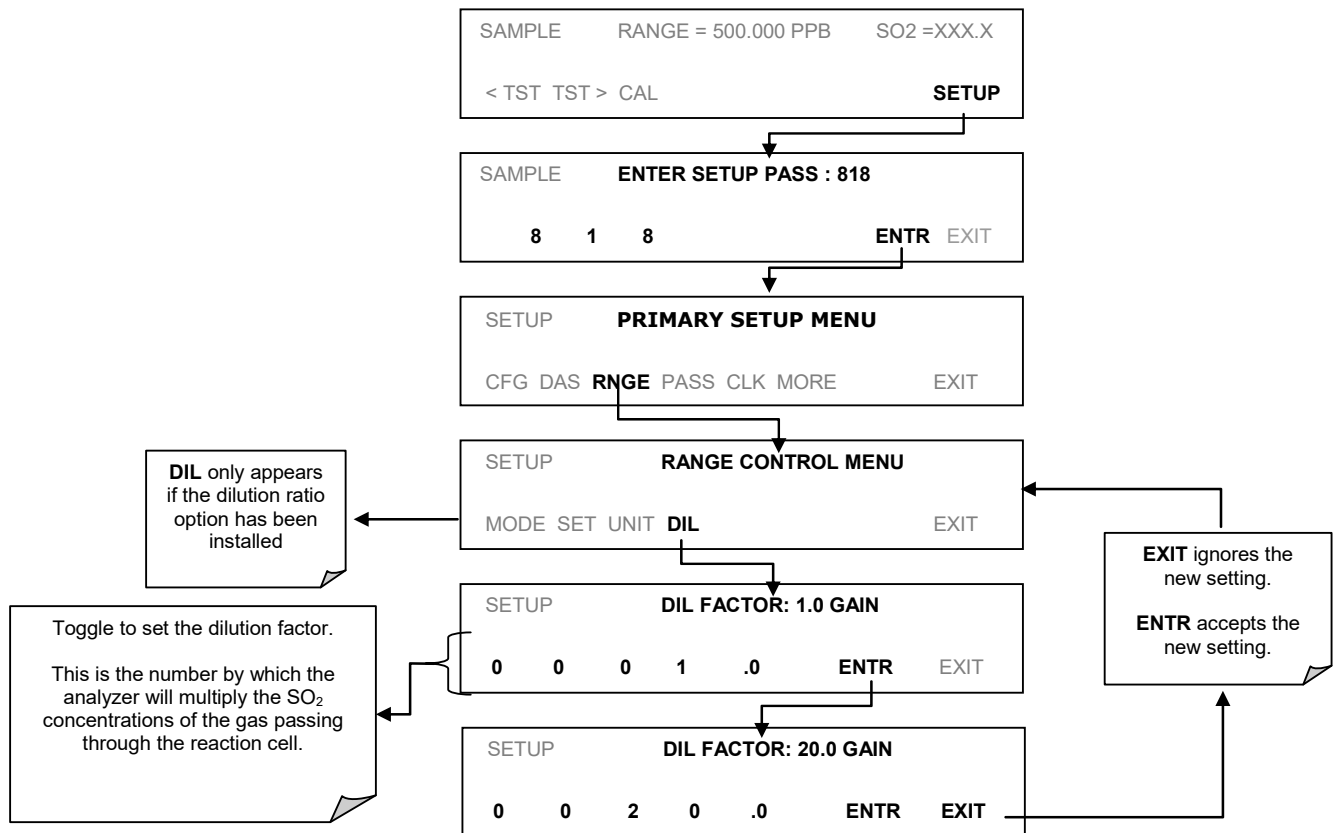 SAMPLE RANGE = 500.000 PPB SO2 =XXX.X
< TST TST > CAL SETUP
SAMPLE ENTER SETUP PASS : 818
8 1 8 ENTR EXIT
SETUP PRIMARY SETUP MENU
CFG DAS RNGE PASS CLK MORE EXIT
SETUP RANGE CONTROL MENU
MODE SET UNIT DIL EXIT
DIL only appears
if the dilution ratio
option has been
installed
EXIT ignores the
new setting.
ENTR accepts the
new setting.
SETUP DIL FACTOR: 1.0 GAIN
0 0 0 1 .0 ENTR EXIT
Toggle to set the dilution factor.
This is the number by which the
analyzer will multiply the SO₂
concentrations of the gas passing
through the reaction cell.
SETUP DIL FACTOR: 20.0 GAIN
0 0 2 0 .0 ENTR EXIT